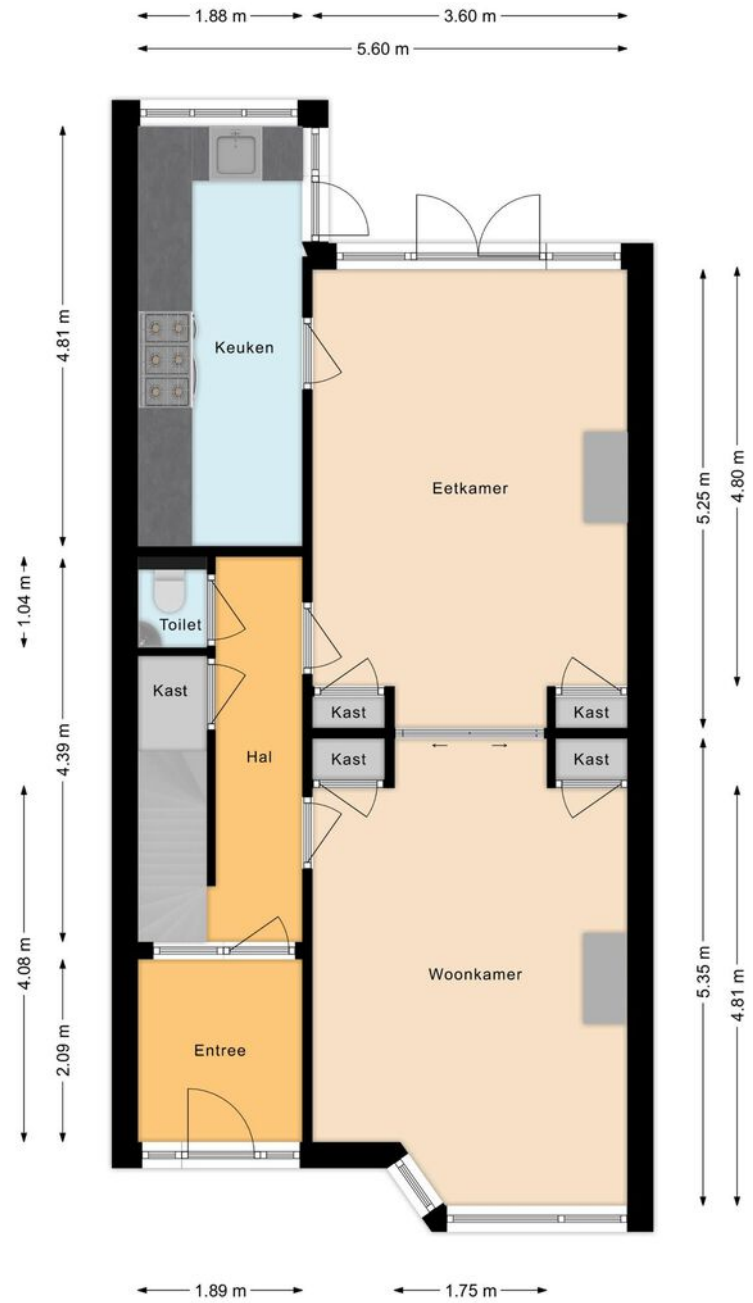 1.88 m
3.60 m
5.60 m
4.81 m
Keuken
Eetkamer
5.25 m
4.80 m
1.04 m
Toilet
Kast
Kast
Kast
4.39 m
Hal
Kast
Kast
4.08 m
Woonkamer
5.35 m
4.81 m
2.09 m
Entree
1.89 m
1.75 m